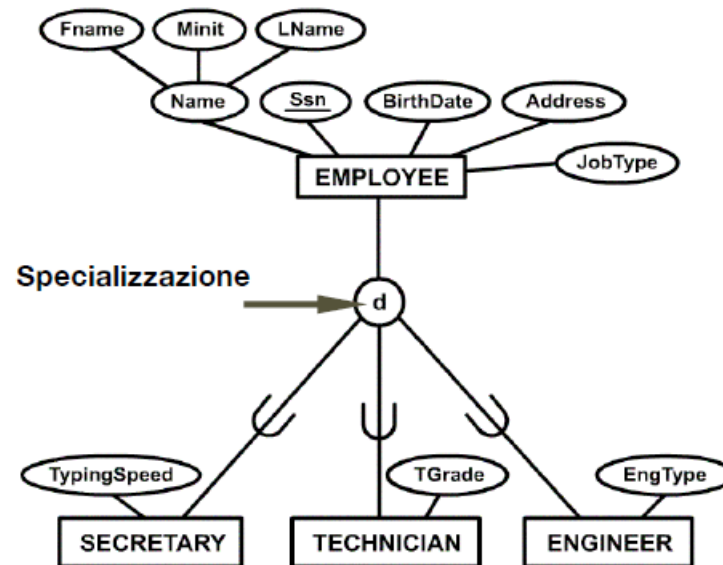 Fname Minit LName
Name Ssn BirthDate Address
JobType
EMPLOYEE
Specializzazione
d
TypingSpeed TGrade EngType
SECRETARY TECHNICIAN ENGINEER